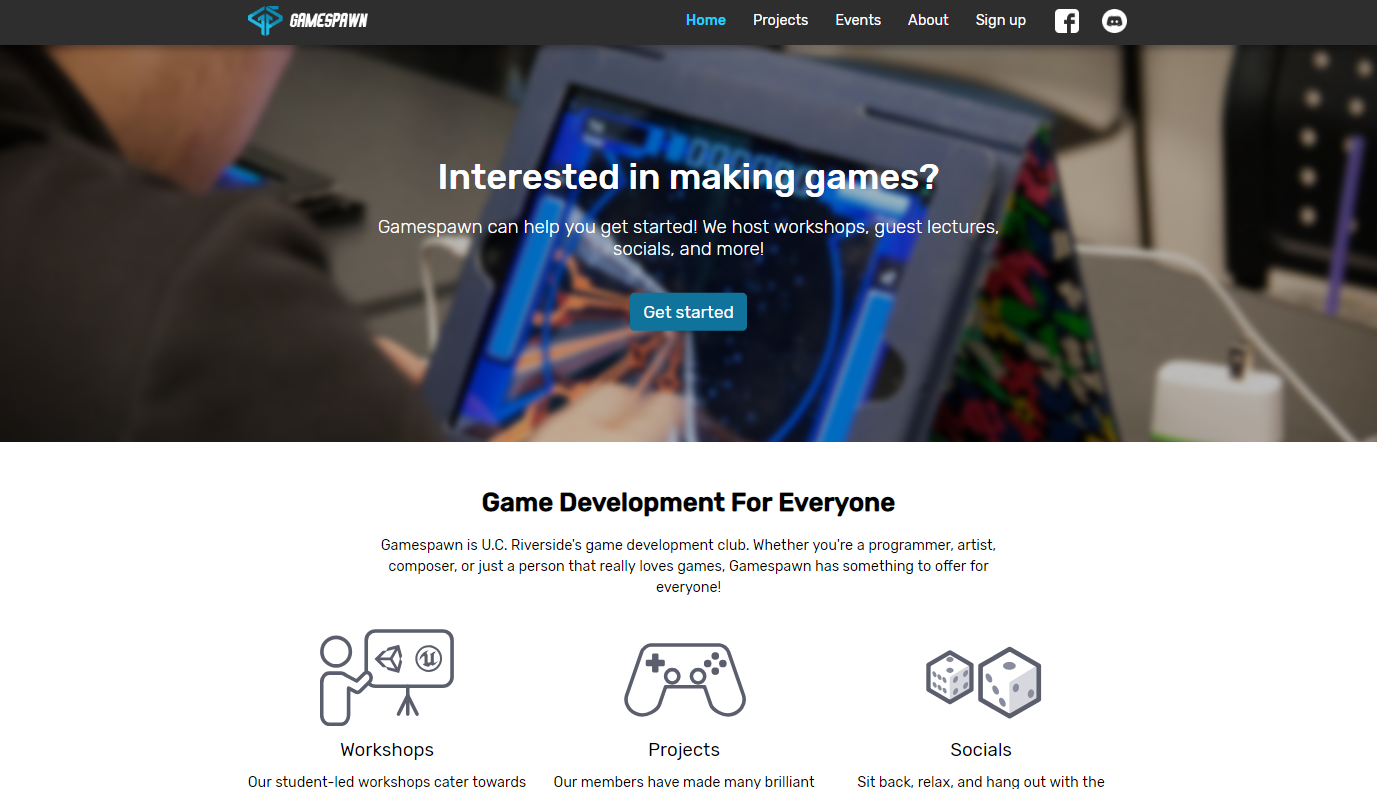 GAMESPAWN
Home Projects Events About Sign up
Interested in making games?
Gamespawn can help you get started! We host workshops, guest lectures,
socials, and more!
Get started
Game Development For Everyone
Gamespawn is U.C. Riverside's game development club. Whether you're a programmer, artist,
composer, or just a person that really loves games, Gamespawn has something to offer for
everyone!
Workshops
Our student-led workshops cater towards
Projects
Our members have made many brilliant
Socials
Sit back, relax, and hang out with the